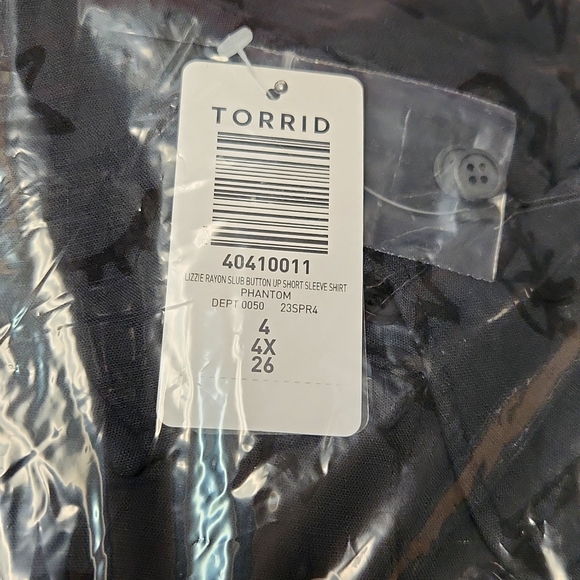 TORRID
40410011
LIZZIE RAYON SLUB BUTTON UP SHORT SLEEVE SHIRT
PHANTOM
DEPT 0050 23SPR4
4
4X
26